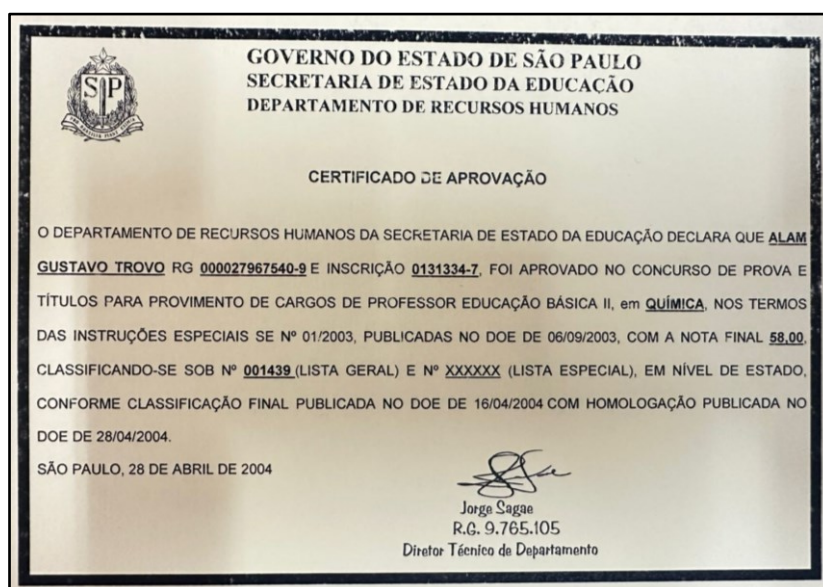 GOVERNO DO ESTADO DE SÃO PAULO
SECRETARIA DE ESTADO DA EDUCAÇÃO
DEPARTAMENTO DE RECURSOS HUMANOS
SP
CERTIFICADO DE APROVAÇÃO
O DEPARTAMENTO DE RECURSOS HUMANOS DA SECRETARIA DE ESTADO DA EDUCAÇÃO DECLARA QUE ALAM
GUSTAVO TROVO RG 000027967540-9 E INSCRIÇÃO 0131334-7, FOI APROVADO NO CONCURSO DE PROVA E
TÍTULOS PARA PROVIMENTO DE CARGOS DE PROFESSOR EDUCAÇÃO BÁSICA II, em QUÍMICA, NOS TERMOS
DAS INSTRUÇÕES ESPECIAIS SE Nº 01/2003, PUBLICADAS NO DOE DE 06/09/2003, COM A NOTA FINAL 58,00,
CLASSIFICANDO-SE SOB Nº 001439 (LISTA GERAL) E Nº XXXXXX (LISTA ESPECIAL), EM NÍVEL DE ESTADO,
CONFORME CLASSIFICAÇÃO FINAL PUBLICADA NO DOE DE 16/04/2004 COM HOMOLOGAÇÃO PUBLICADA NO
DOE DE 28/04/2004.
SÃO PAULO, 28 DE ABRIL DE 2004
Jorge Sagae
R.G. 9.765.105
Diretor Técnico de Departamento